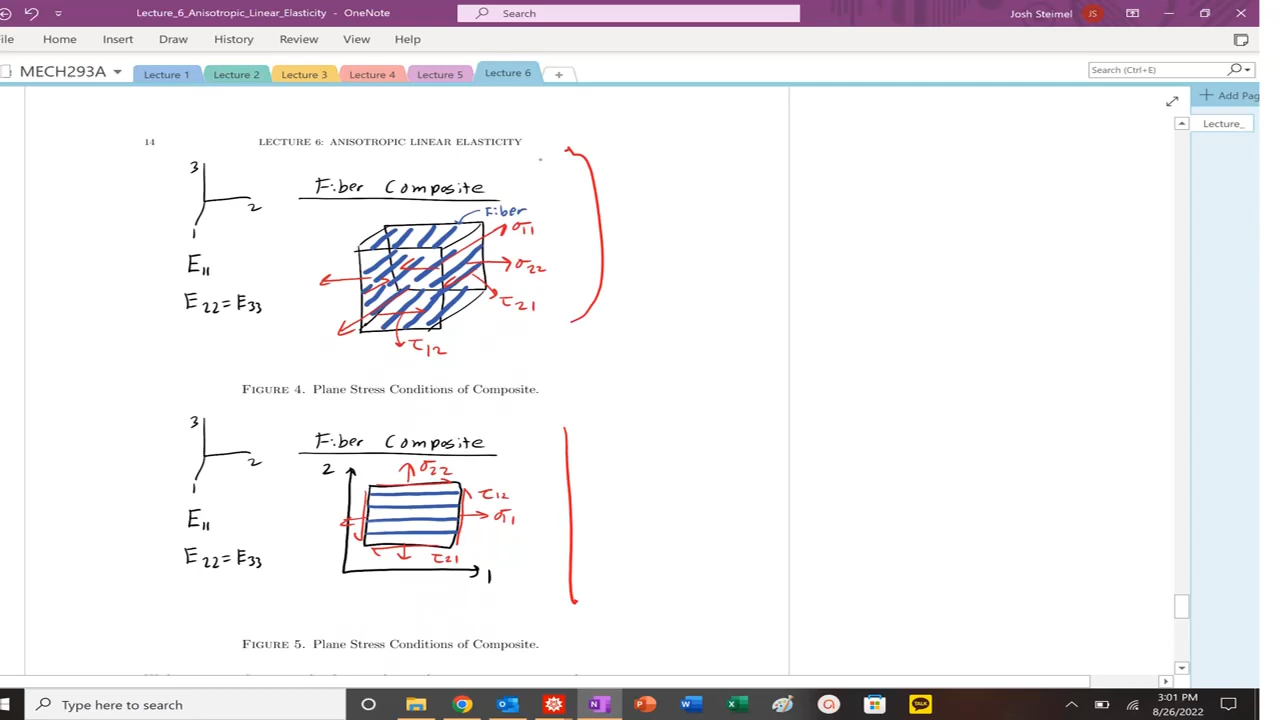 Lecture_6_Anisotropic_Linear_Elasticity - OneNote
Search
Josh Steimel
JS
File Home Insert Draw History Review View Help
MECH293A
Lecture 1
Lecture 2
Lecture 3
Lecture 4
Lecture 5
Lecture 6
+
Search (Ctrl+E)
Add Pag
Lecture_
14 LECTURE 6: ANISOTROPIC LINEAR ELASTICITY
3
2
1
Fiber Composite
Fiber
σ11
σ22
τ21
τ12
E11
E22 = E33
FIGURE 4. Plane Stress Conditions of Composite.
3
2
1
Fiber Composite
2
σ22
τ12
σ1
τ21
1
E11
E22 = E33
FIGURE 5. Plane Stress Conditions of Composite.
Type here to search
TALK
3:01 PM
8/26/2022